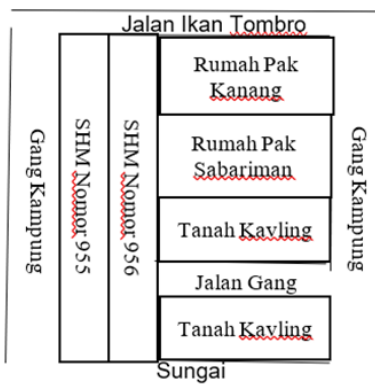 Jalan Ikan Tombro
Gang Kampung
SHM Nomor 955
SHM Nomor 956
Rumah Pak
Kanang
Rumah Pak
Sabariman
Tanah Kavling
Jalan Gang
Tanah Kavling
Gang Kampung
Sungai